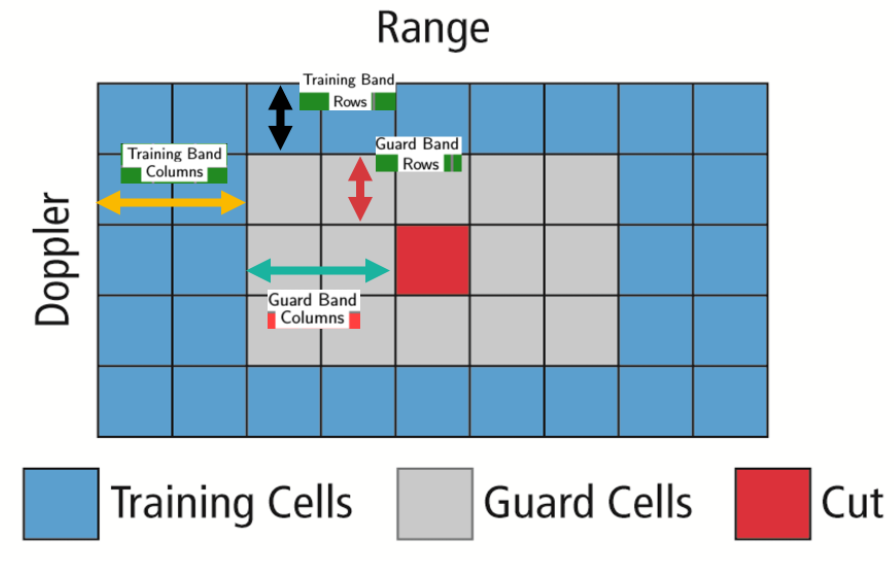 Range
Training Band
Rows
Guard Band
Rows
Training Band
Columns
Doppler
Guard Band
Columns
Training Cells
Guard Cells
Cut